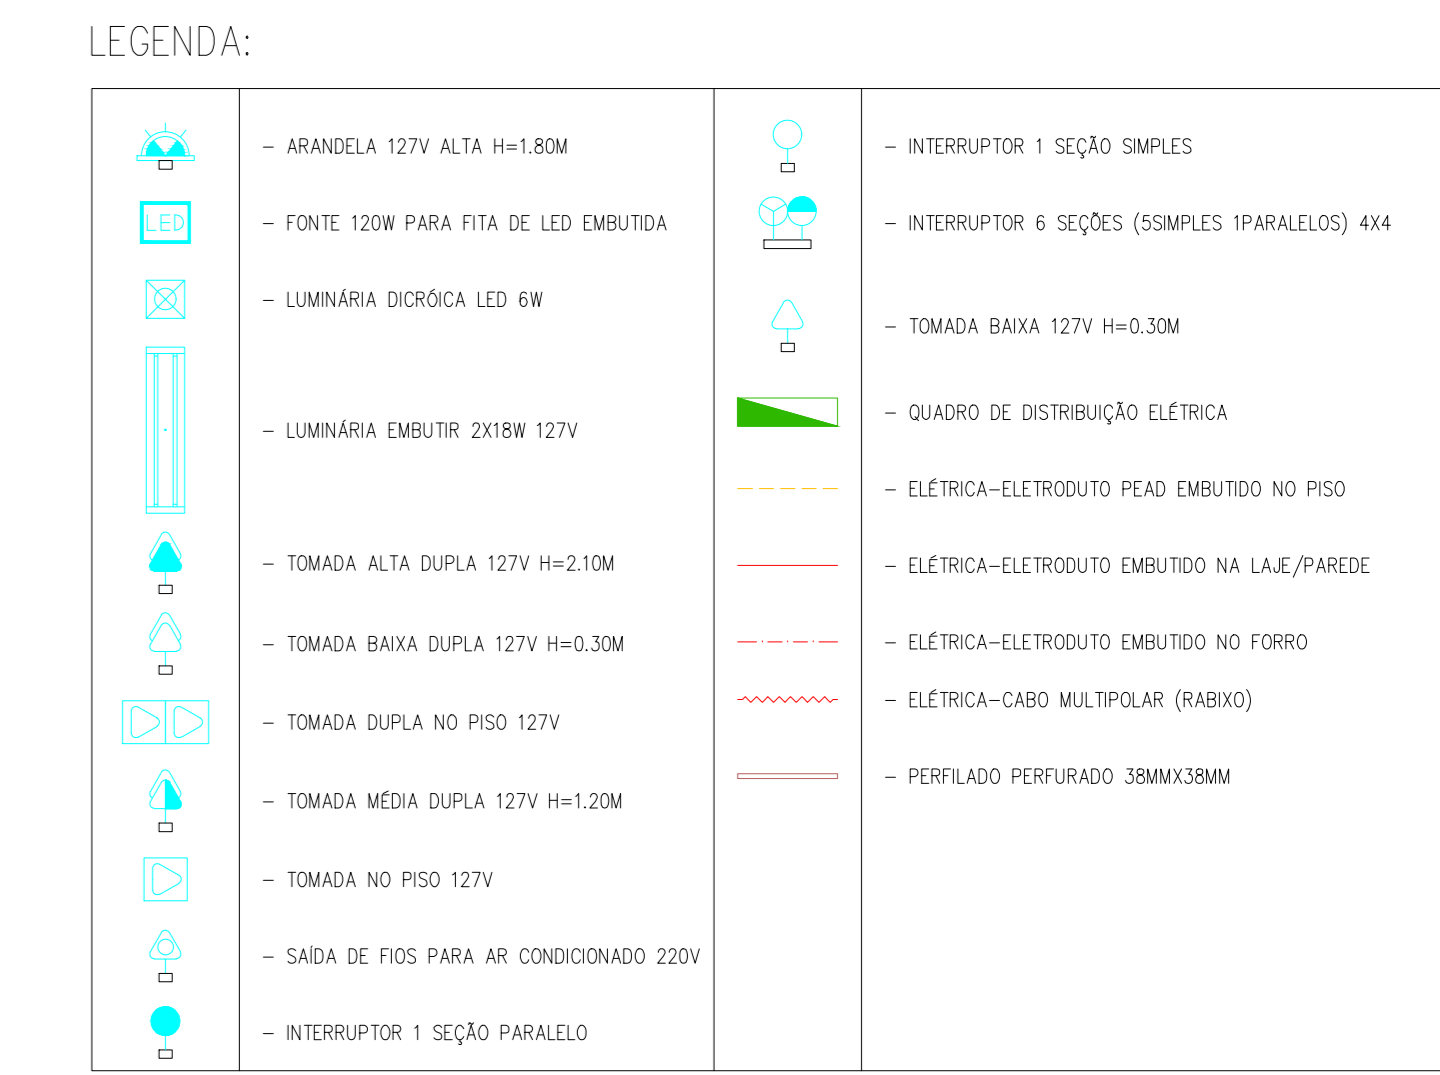 LEGENDA:
– ARANDELA 127V ALTA H=1.80M
LED
– FONTE 120W PARA FITA DE LED EMBUTIDA
– LUMINÁRIA DICRÓICA LED 6W
– LUMINÁRIA EMBUTIR 2X18W 127V
– TOMADA ALTA DUPLA 127V H=2.10M
– TOMADA BAIXA DUPLA 127V H=0.30M
– TOMADA DUPLA NO PISO 127V
– TOMADA MÉDIA DUPLA 127V H=1.20M
– TOMADA NO PISO 127V
– SAÍDA DE FIOS PARA AR CONDICIONADO 220V
– INTERRUPTOR 1 SEÇÃO PARALELO
– INTERRUPTOR 1 SEÇÃO SIMPLES
– INTERRUPTOR 6 SEÇÕES (5SIMPLES 1PARALELOS) 4X4
– TOMADA BAIXA 127V H=0.30M
– QUADRO DE DISTRIBUIÇÃO ELÉTRICA
– ELÉTRICA–ELETRODUTO PEAD EMBUTIDO NO PISO
– ELÉTRICA–ELETRODUTO EMBUTIDO NA LAJE/PAREDE
– ELÉTRICA–ELETRODUTO EMBUTIDO NO FORRO
– ELÉTRICA–CABO MULTIPOLAR (RABIXO)
– PERFILADO PERFURADO 38MMX38MM